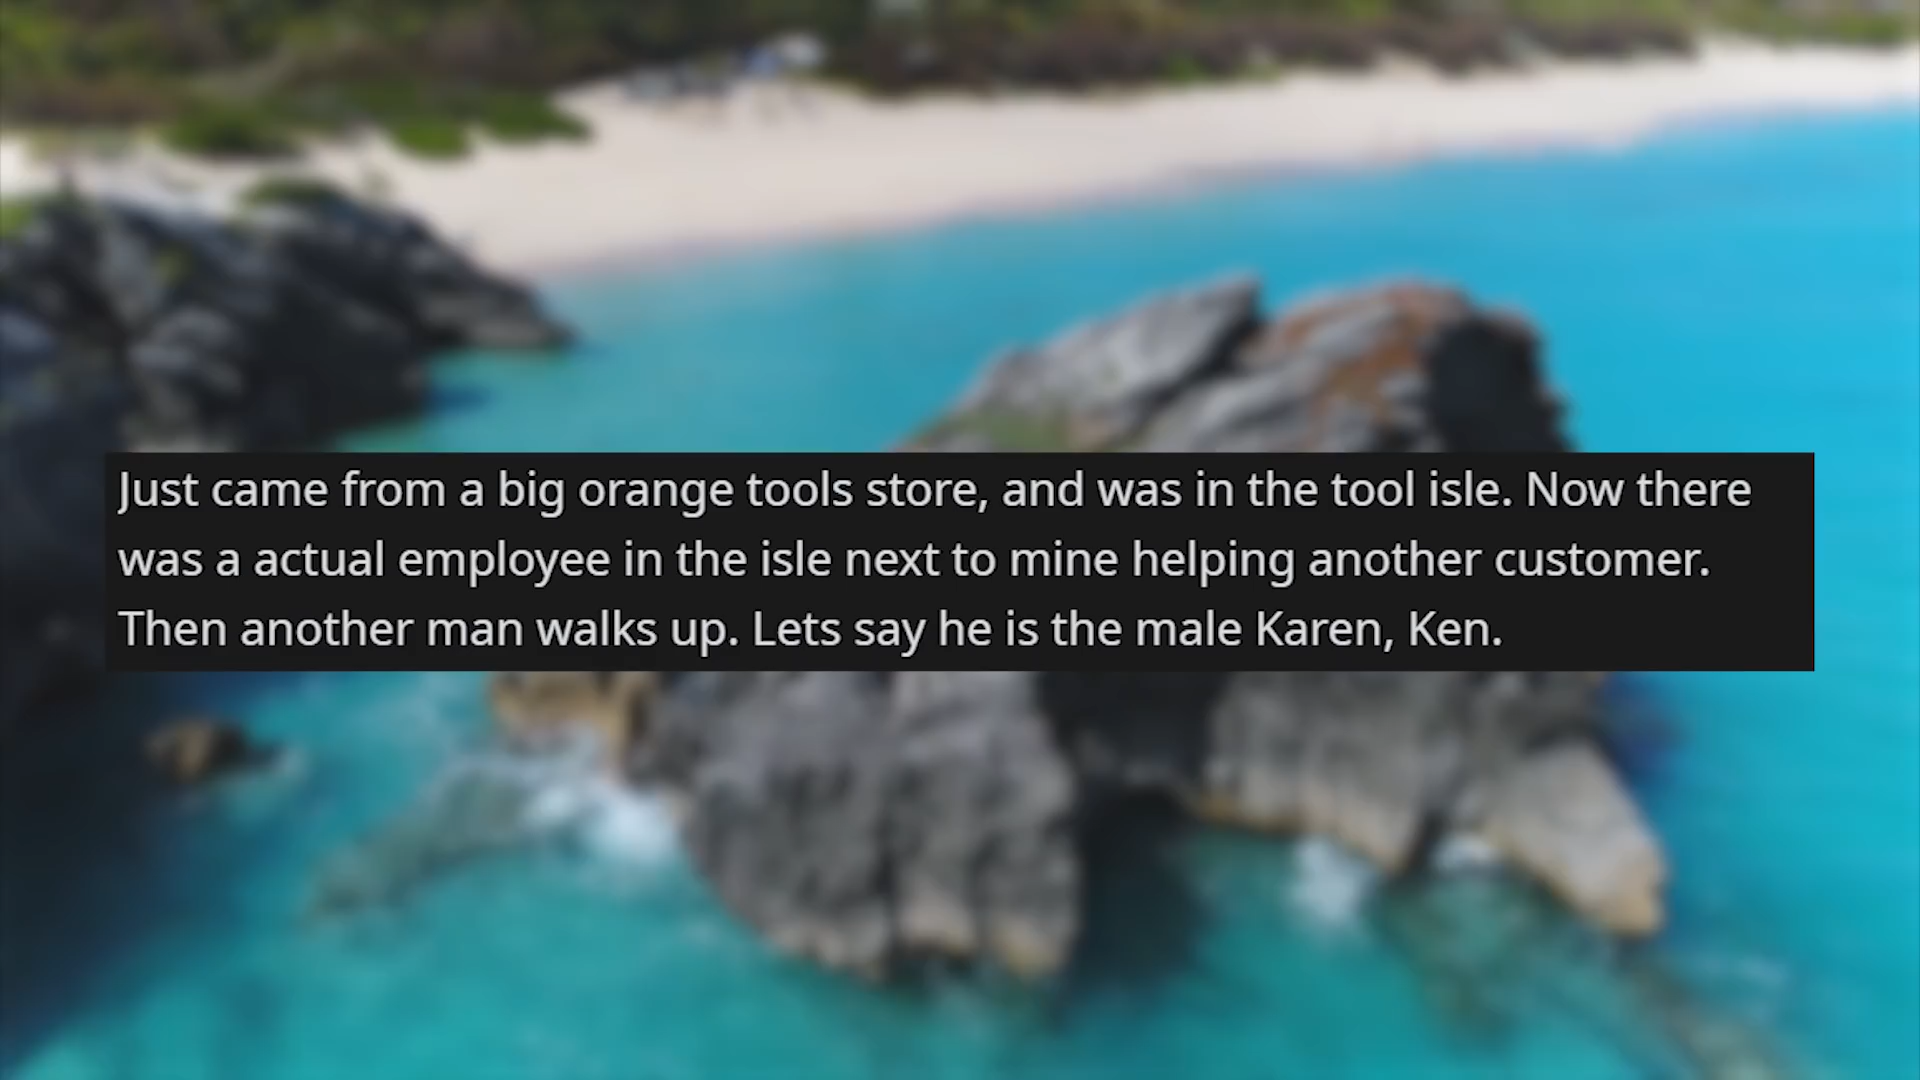 Just came from a big orange tools store, and was in the tool isle. Now there
was a actual employee in the isle next to mine helping another customer.
Then another man walks up. Lets say he is the male Karen, Ken.